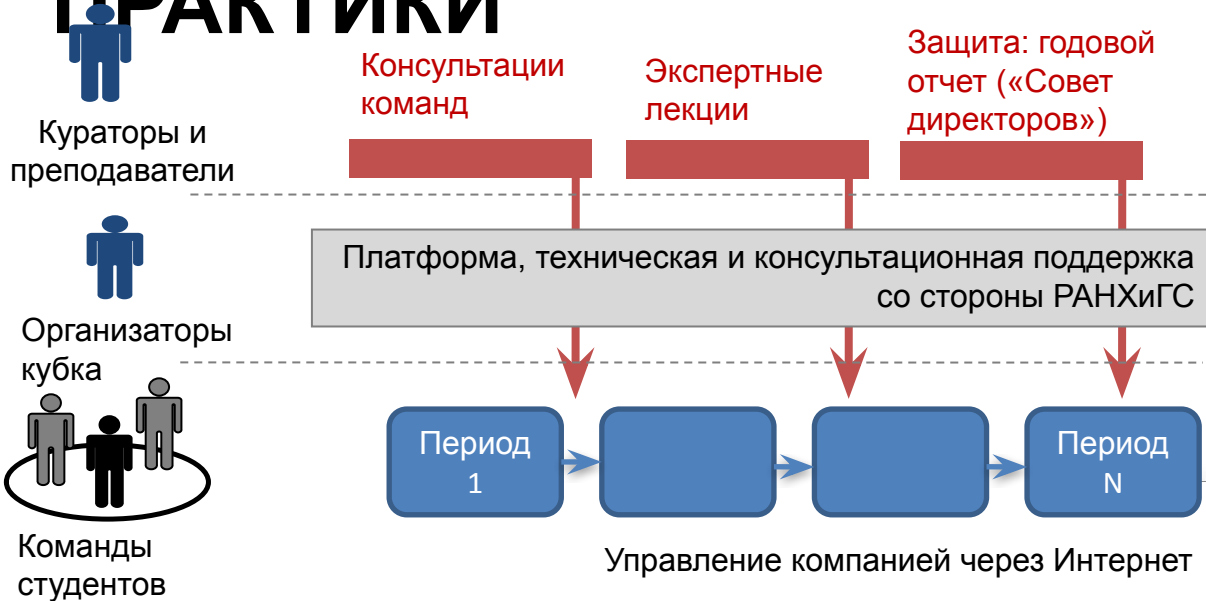 ПРАКТИКИ
Консультации
команд
Экспертные
лекции
Защита: годовой
отчет («Совет
директоров»)
Кураторы и
преподаватели
Платформа, техническая и консультационная поддержка
со стороны РАНХиГС
Организаторы
кубка
Период
1
Период
N
Команды
студентов
Управление компанией через Интернет